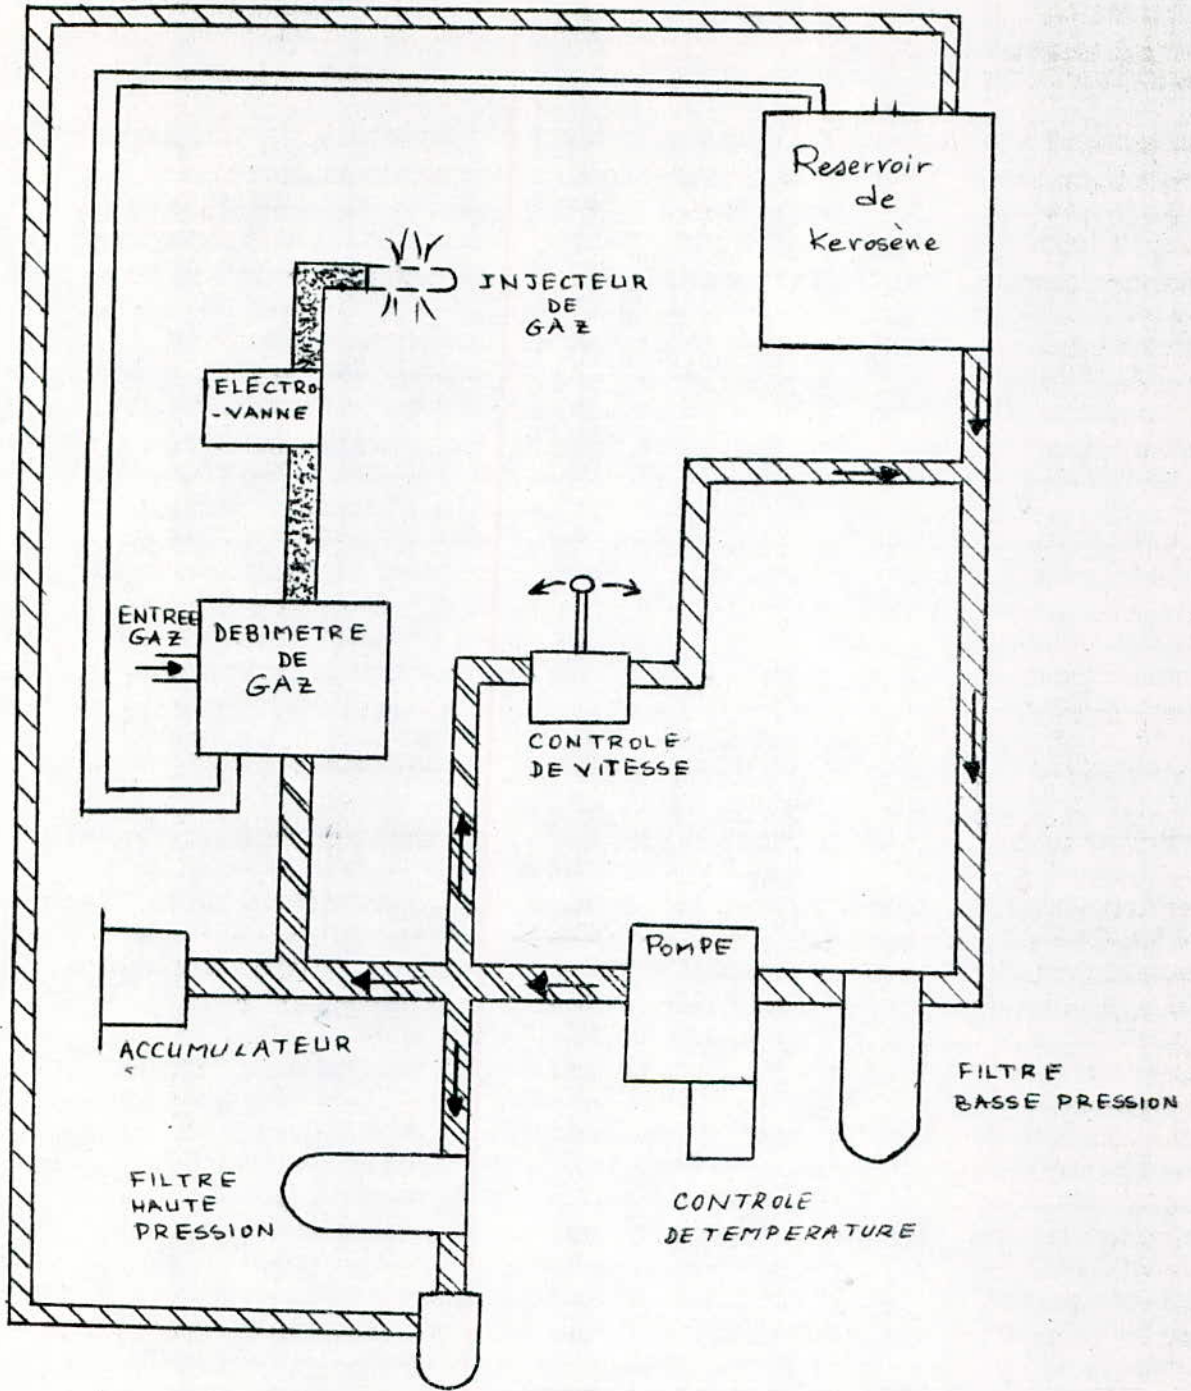 Reservoir
de
Kerosène
INJECTEUR
DE
GAZ
ELECTRO
-VANNE
ENTREE
GAZ
DEBIMETRE
DE
GAZ
CONTROLE
DE VITESSE
POMPE
ACCUMULATEUR
FILTRE
BASSE PRESSION
FILTRE
HAUTE
PRESSION
CONTROLE
DE TEMPERATURE